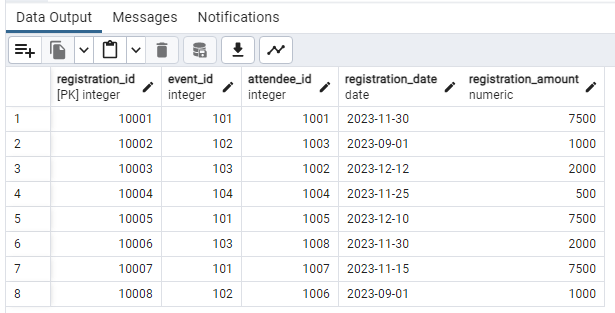 Data Output Messages Notifications
registration_id event_id attendee_id registration_date registration_amount
[PK] integer integer integer date numeric
1 10001 101 1001 2023-11-30 7500
2 10002 102 1003 2023-09-01 1000
3 10003 103 1002 2023-12-12 2000
4 10004 104 1004 2023-11-25 500
5 10005 101 1005 2023-12-10 7500
6 10006 103 1008 2023-11-30 2000
7 10007 101 1007 2023-11-15 7500
8 10008 102 1006 2023-09-01 1000